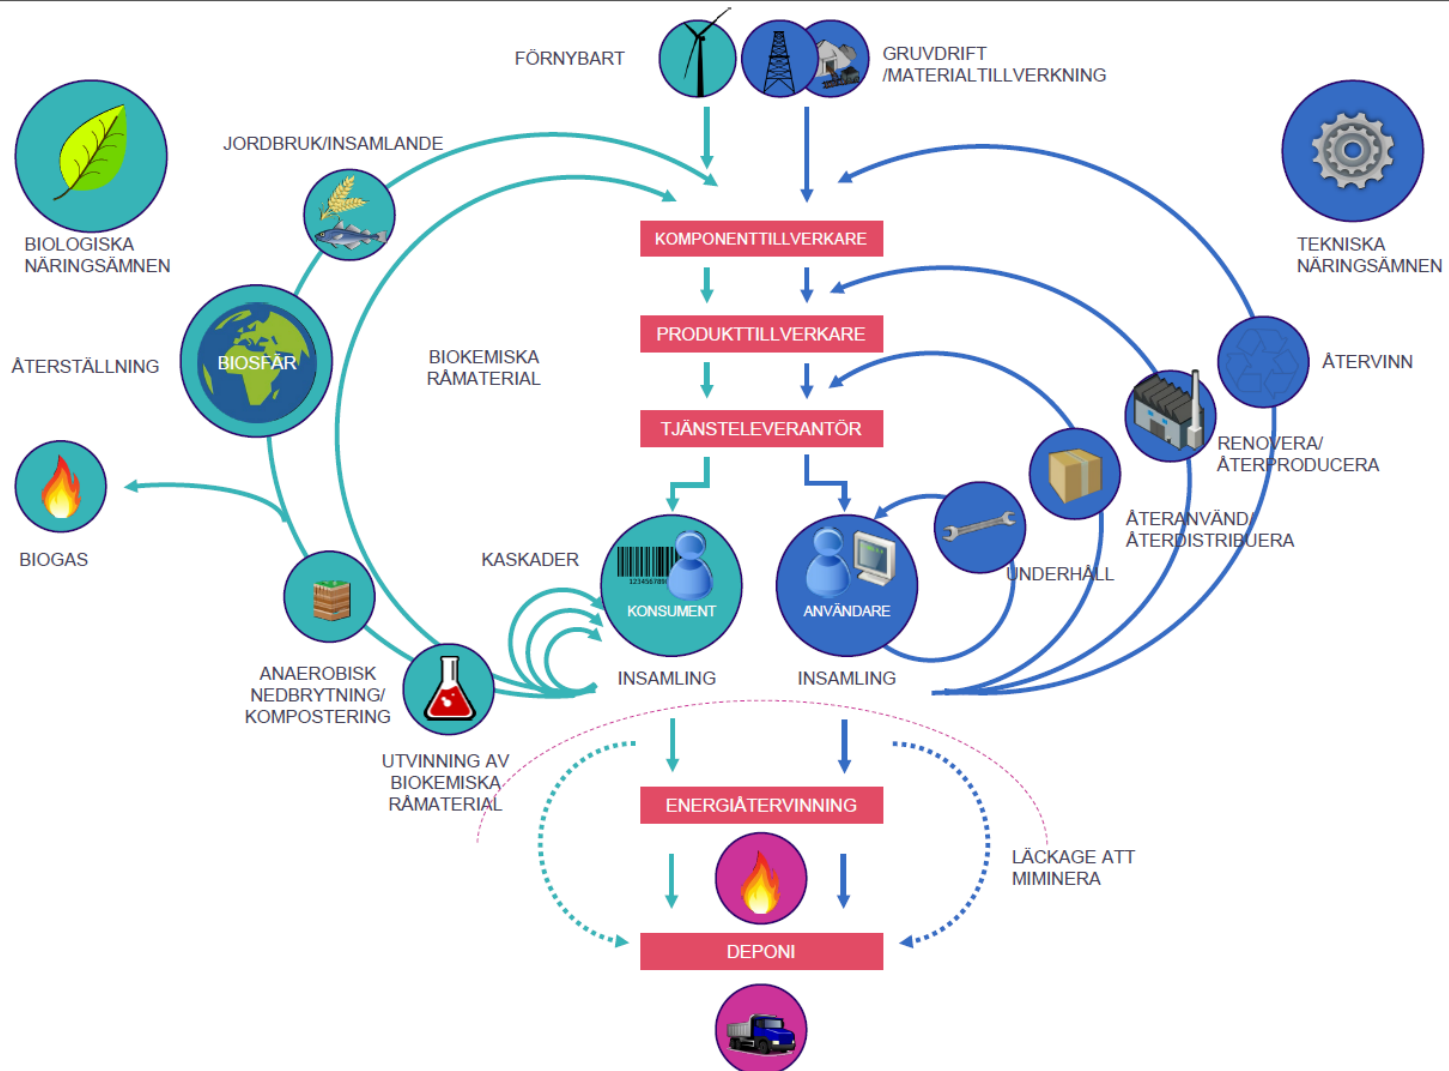 FÖRNYBART
GRUVDRIFT
/MATERIALTILLVERKNING
JORDBRUK/INSAMLANDE
BIOLOGISKA
NÄRINGSÄMNEN
TEKNISKA
NÄRINGSÄMNEN
KOMPONENTTILLVERKARE
PRODUKTTILLVERKARE
BIOSFÄR
ÅTERSTÄLLNING
BIOKEMISKA
RÅMATERIAL
ÅTERVINN
TJÄNSTELEVERANTÖR
RENOVERA/
ÅTERPRODUCERA
ÅTERANVÄND/
ÅTERDISTRIBUERA
BIOGAS
KASKADER
UNDERHÅLL
KONSUMENT
ANVÄNDARE
INSAMLING
INSAMLING
ANAEROBISK
NEDBRYTNING/
KOMPOSTERING
UTVINNING AV
BIOKEMISKA
RÅMATERIAL
ENERGIÅTERVINNING
LÄCKAGE ATT
MIMINERA
DEPONI